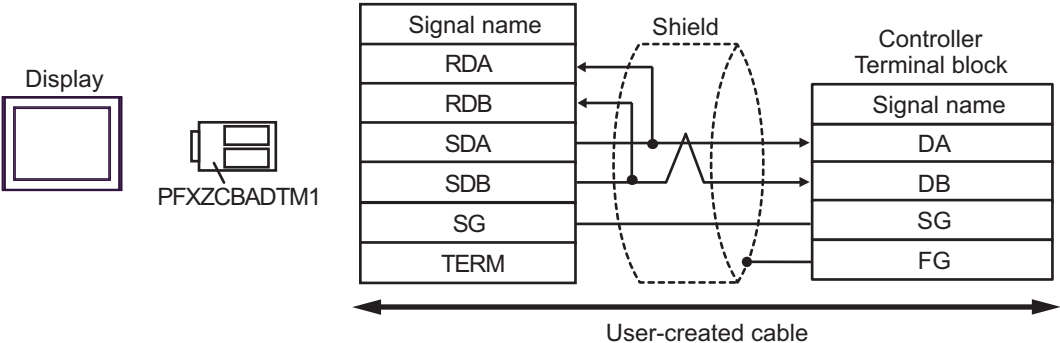 Display
PFXZCBADTM1
Signal name
RDA
RDB
SDA
SDB
SG
TERM
Shield
Controller
Terminal block
Signal name
DA
DB
SG
FG
User-created cable